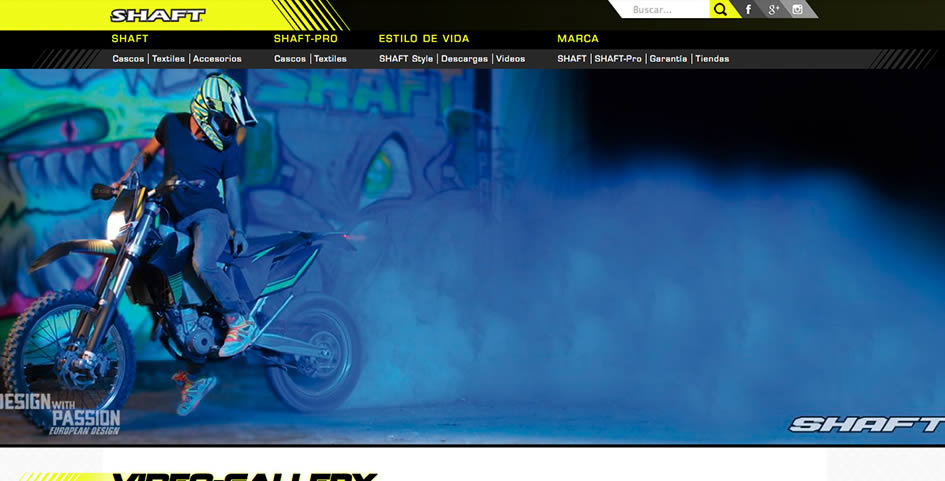 SHAFT
Buscar...
SHAFT SHAFT-PRO ESTILO DE VIDA MARCA
Cascos | Textiles | Accesorios Cascos | Textiles SHAFT Style | Descargas | Videos SHAFT | SHAFT-Pro | Garantía | Tiendas
SHAFT
DESIGN WITH
PASSION
EUROPEAN DESIGN
SHAFT
VIDEO-GALLERY